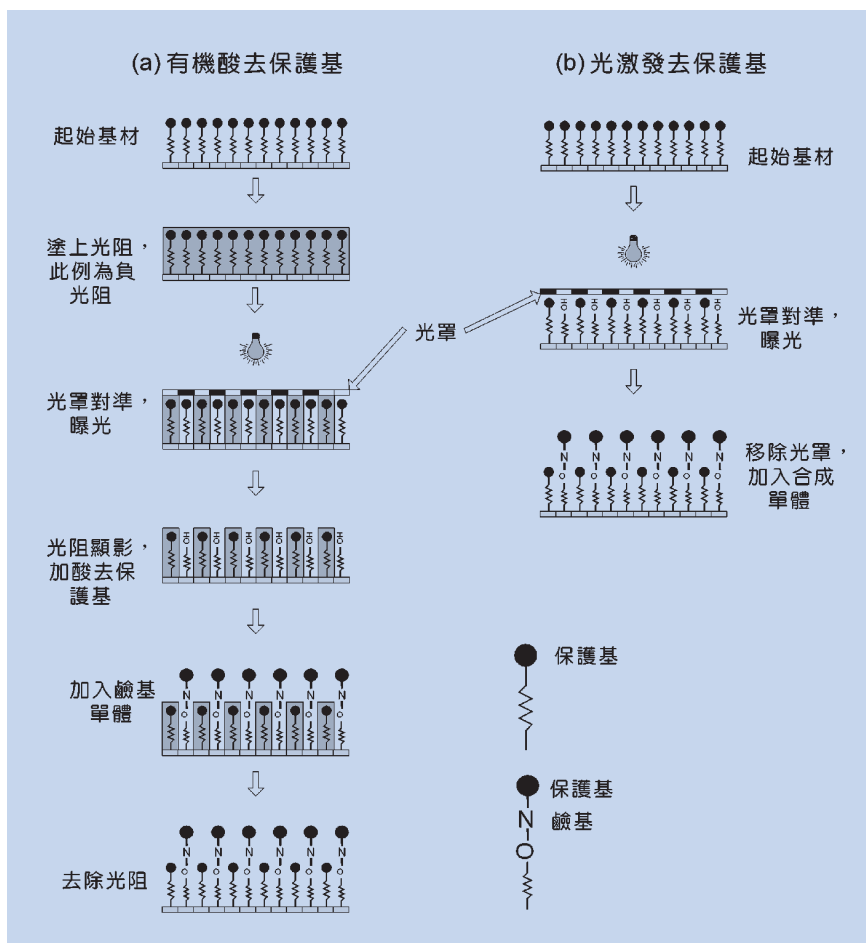 (a)有機酸去保護基
起始基材
塗上光阻,
此例為負
光阻
光罩對準,
曝光
光阻顯影,
加酸去保
護基
加入鹼基
單體
去除光阻
光罩
(b)光激發去保護基
起始基材
光罩對準,
曝光
移除光罩,
加入合成
單體
保護基
保護基
N 鹼基
O